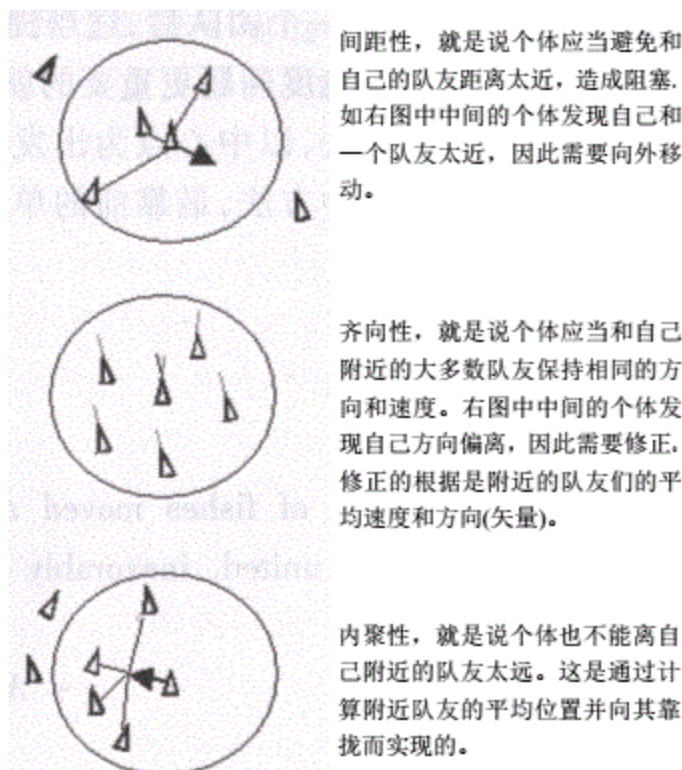 间距性，就是说个体应当避免和
自己的队友距离太近，造成阻塞.
如右图中中间的个体发现自己和
一个队友太近，因此需要向外移
动。
齐向性，就是说个体应当和自己
附近的大多数队友保持相同的方
向和速度。右图中中间的个体发
现自己方向偏离，因此需要修正.
修正的根据是附近的队友们的平
均速度和方向(矢量)。
内聚性，就是说个体也不能离自
己附近的队友太远。这是通过计
算附近队友的平均位置并向其靠
拢而实现的。